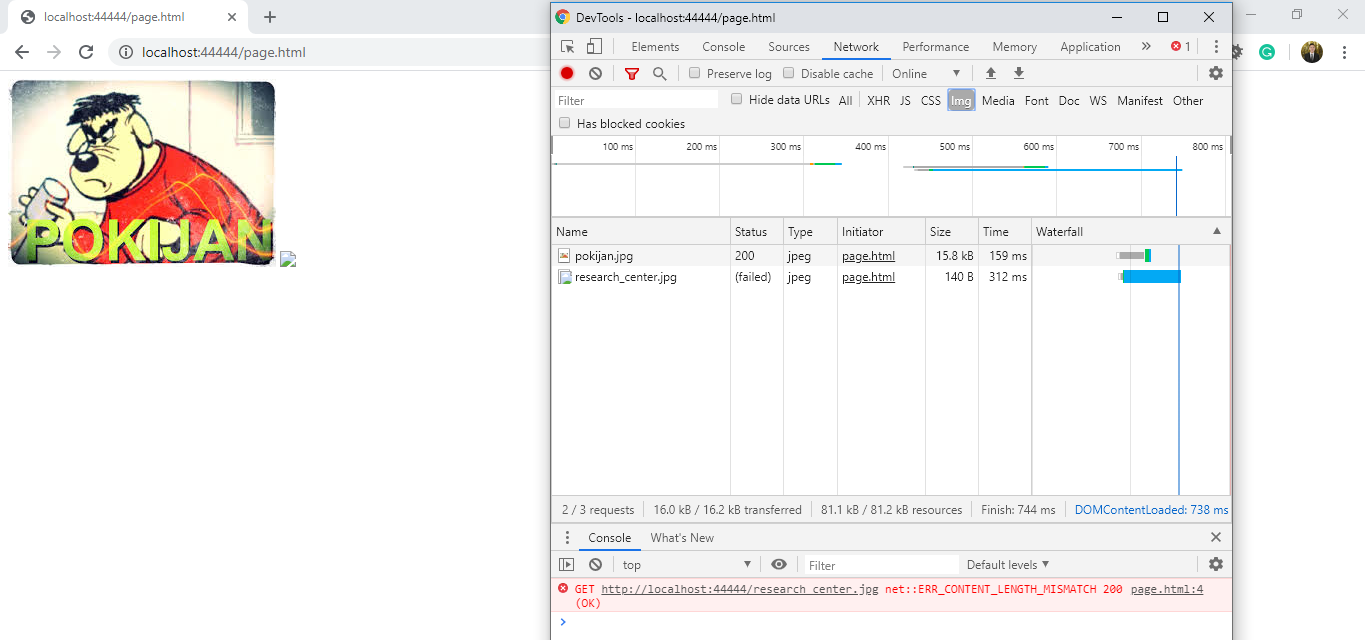 localhost:44444/page.html
DevTools - localhost:44444/page.html
localhost:44444/page.html
Elements Console Sources Network Performance Memory Application » 1
Preserve log Disable cache Online
Filter Hide data URLs All XHR JS CSS Img Media Font Doc WS Manifest Other
Has blocked cookies
100 ms 200 ms 300 ms 400 ms 500 ms 600 ms 700 ms 800 ms
POKIJAN
Name Status Type Initiator Size Time Waterfall
pokijan.jpg 200 jpeg page.html 15.8 kB 159 ms
research_center.jpg (failed) jpeg page.html 140 B 312 ms
2 / 3 requests 16.0 kB / 16.2 kB transferred 81.1 kB / 81.2 kB resources Finish: 744 ms DOMContentLoaded: 738 ms
Console What's New
top Filter Default levels
GET http://localhost:44444/research_center.jpg net::ERR_CONTENT_LENGTH_MISMATCH 200 page.html:4
(OK)